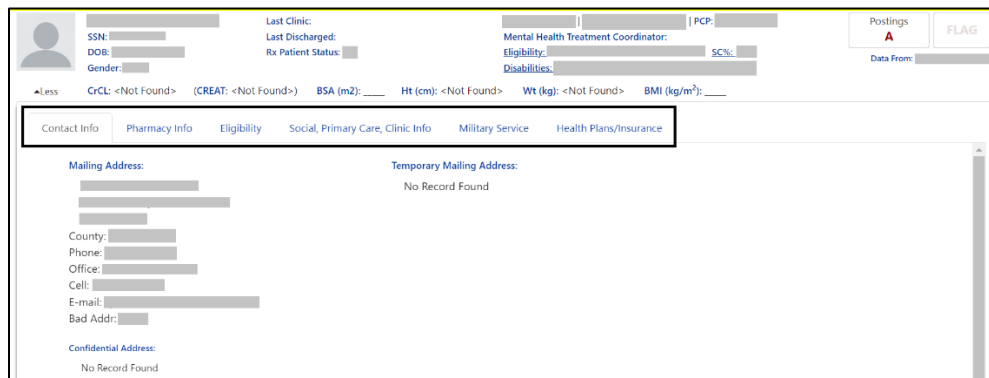 Last Clinic: | | PCP: Postings FLAG
SSN: Last Discharged: Mental Health Treatment Coordinator: A
DOB: Rx Patient Status: Eligibility: SC%: Data From:
Gender: Disabilities:
▲Less CrCL: <Not Found> (CREAT: <Not Found>) BSA (m2): ____ Ht (cm): <Not Found> Wt (kg): <Not Found> BMI (kg/m²): ____
Contact Info Pharmacy Info Eligibility Social, Primary Care, Clinic Info Military Service Health Plans/Insurance
Mailing Address: Temporary Mailing Address:
No Record Found
County:
Phone:
Office:
Cell:
E-mail:
Bad Addr:
Confidential Address:
No Record Found